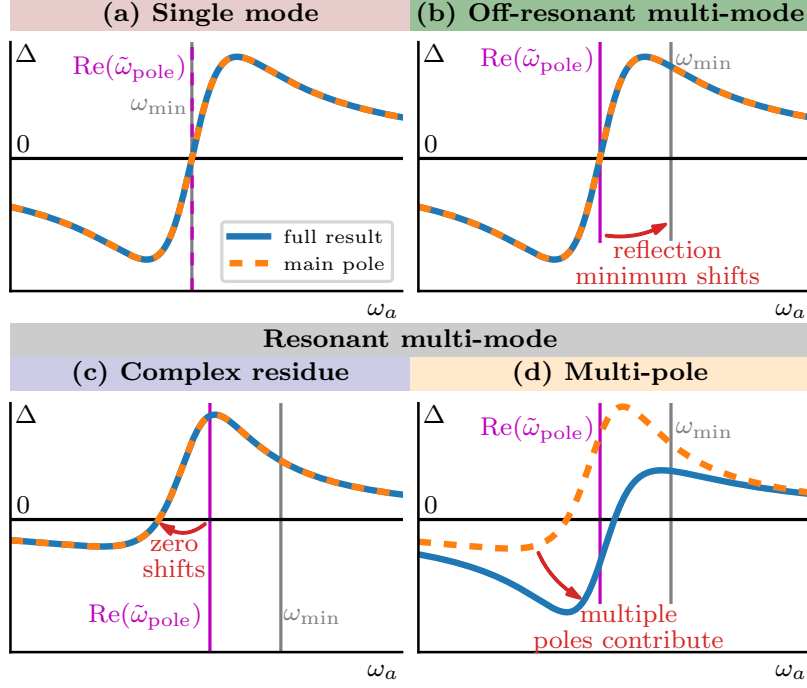 (a) Single mode
Δ
Re(ω̃pole)
ωmin
0
full result
main pole
ωa
(b) Off-resonant multi-mode
Δ
Re(ω̃pole)
ωmin
0
reflection
minimum shifts
ωa
Resonant multi-mode
(c) Complex residue
Δ
0
zero
shifts
Re(ω̃pole)
ωmin
ωa
(d) Multi-pole
Δ
Re(ω̃pole)
ωmin
0
multiple
poles contribute
ωa